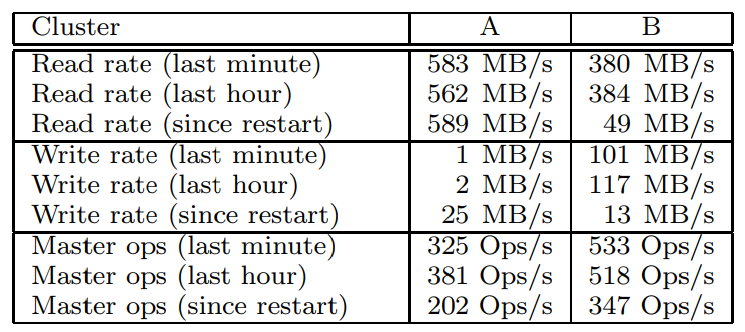 Cluster A B
Read rate (last minute) 583 MB/s 380 MB/s
Read rate (last hour) 562 MB/s 384 MB/s
Read rate (since restart) 589 MB/s 49 MB/s
Write rate (last minute) 1 MB/s 101 MB/s
Write rate (last hour) 2 MB/s 117 MB/s
Write rate (since restart) 25 MB/s 13 MB/s
Master ops (last minute) 325 Ops/s 533 Ops/s
Master ops (last hour) 381 Ops/s 518 Ops/s
Master ops (since restart) 202 Ops/s 347 Ops/s